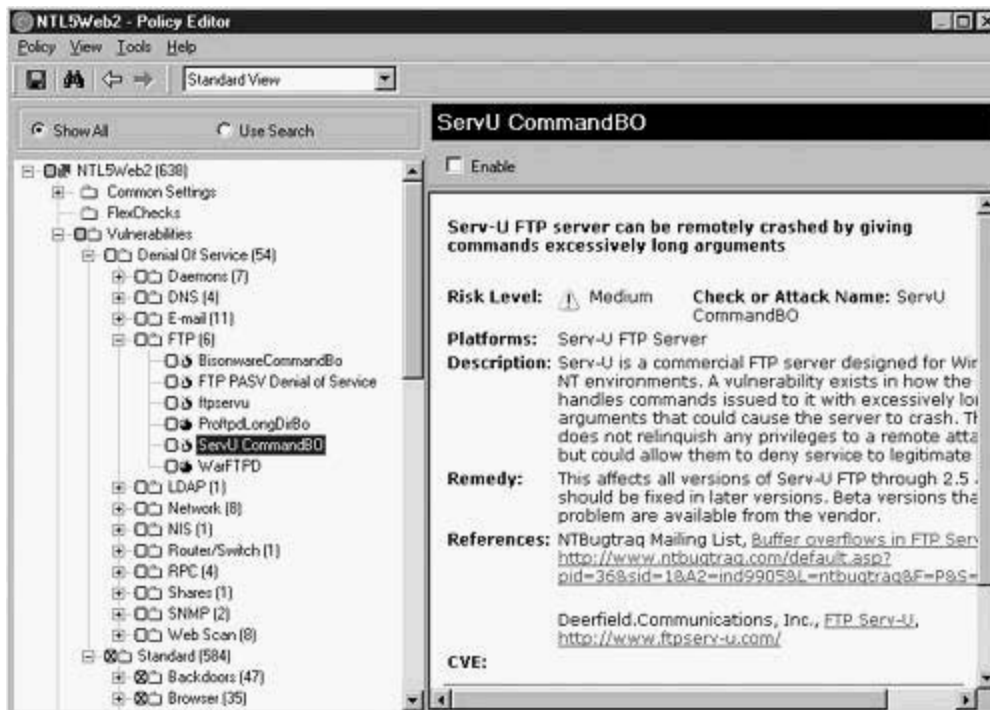 NTL5Web2 - Policy Editor
Policy View Tools Help
Standard View
Show All Use Search
NTL5Web2 (638)
Common Settings
FlexChecks
Vulnerabilities
Denial Of Service (54)
Daemons (7)
DNS (4)
E-mail (11)
FTP (6)
BisonwareCommandBo
FTP PASV Denial of Service
ftpservu
ProftpdLongDirBo
ServU CommandBO
WarFTPD
LDAP (1)
Network (8)
NIS (1)
Router/Switch (1)
RPC (4)
Shares (1)
SNMP (2)
Web Scan (8)
Standard (584)
Backdoors (47)
Browser (35)
ServU CommandBO
Enable
Serv-U FTP server can be remotely crashed by giving
commands excessively long arguments
Risk Level: Medium Check or Attack Name: ServU
CommandBO
Platforms: Serv-U FTP Server
Description: Serv-U is a commercial FTP server designed for Wir
NT environments. A vulnerability exists in how the
handles commands issued to it with excessively lo
arguments that could cause the server to crash. Th
does not relinquish any privileges to a remote atta
but could allow them to deny service to legitimate
Remedy: This affects all versions of Serv-U FTP through 2.5
should be fixed in later versions. Beta versions tha
problem are available from the vendor.
References: NTBugtraq Mailing List, Buffer overflows in FTP Serv
http://www.ntbugtraq.com/default.asp?
pid=36&sid=1&A2=ind9905&L=ntbugtraq&F=P&S=
Deerfield.Communications, Inc., FTP Serv-U,
http://www.ftpserv-u.com/
CVE: